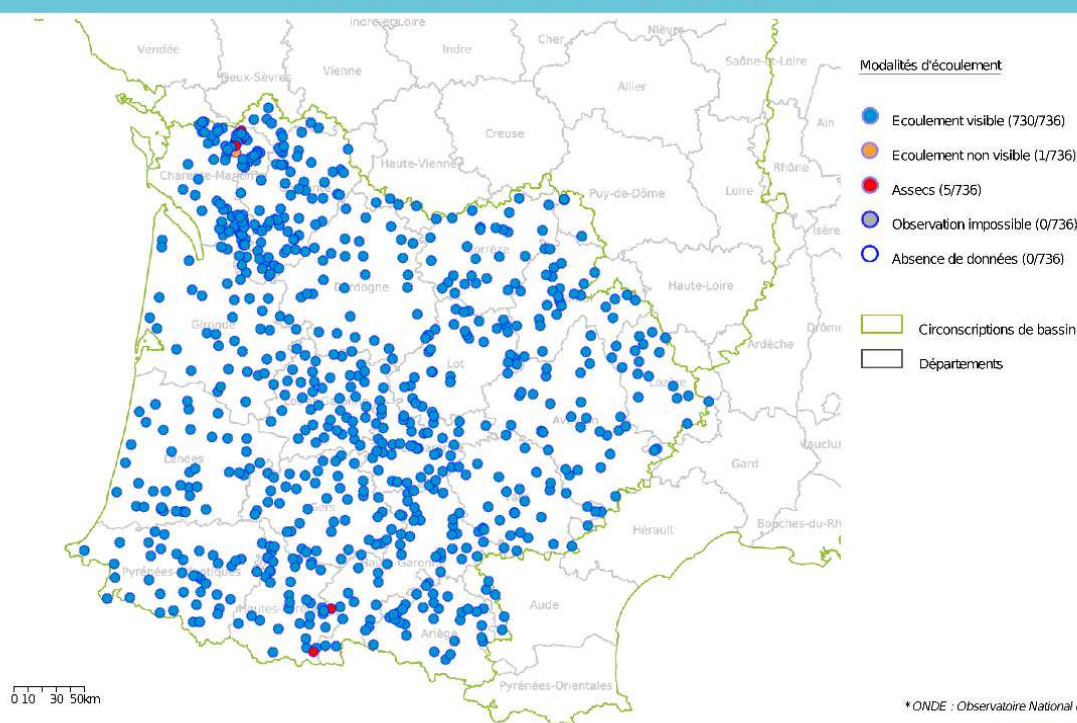 Indre-et-Loire
Cher
Nièvre
Saône-et-Loire
Vendée
Indre
Deux-Sèvres
Vienne
Allier
Ain
Creuse
Haute-Vienne
Rhône
Charente-Maritime
Puy-de-Dôme
Loire
Isère
Corrèze
Dordogne
Haute-Loire
Gironde
Drôme
Ardèche
Lot
Lozère
Aveyron
Vaucluse
Landes
Gard
Tarn
Gers
Hérault
Bouches-du-Rh
Haute-Garonne
Pyrénées-Atlantiques
Hautes-Pyré
Aude
Ariège
Pyrénées-Orientales
0 10 30 50km
Modalités d'écoulement
Ecoulement visible (730/736)
Ecoulement non visible (1/736)
Assecs (5/736)
Observation impossible (0/736)
Absence de données (0/736)
Circonscriptions de bassin
Départements
* ONDE : Observatoire National